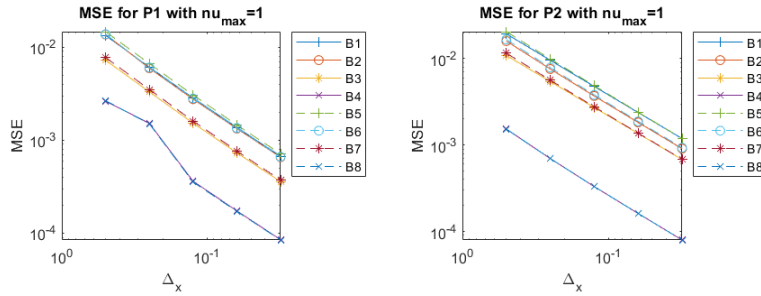 MSE for P1 with nu_max=1
10^-2
10^-3
10^-4
MSE
10^0
10^-1
Δ_x
B1
B2
B3
B4
B5
B6
B7
B8
MSE for P2 with nu_max=1
10^-2
10^-3
10^-4
MSE
10^0
10^-1
Δ_x
B1
B2
B3
B4
B5
B6
B7
B8